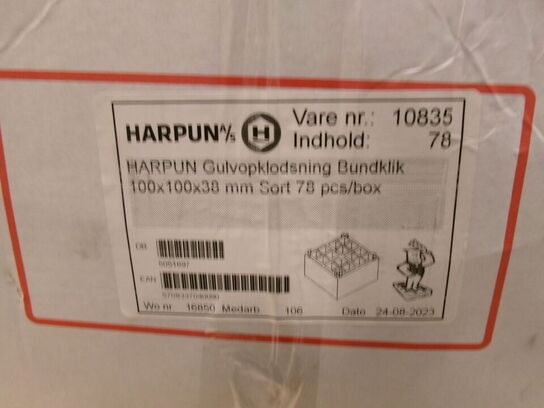 HARPUN A/S H
Vare nr.: 10835
Indhold: 78
HARPUN Gulvopklodsning Bundklik
100x100x38 mm Sort 78 pcs/box
DB
EAN
Wo nr. 16850 Medarb. 106 Date 24-08-2023